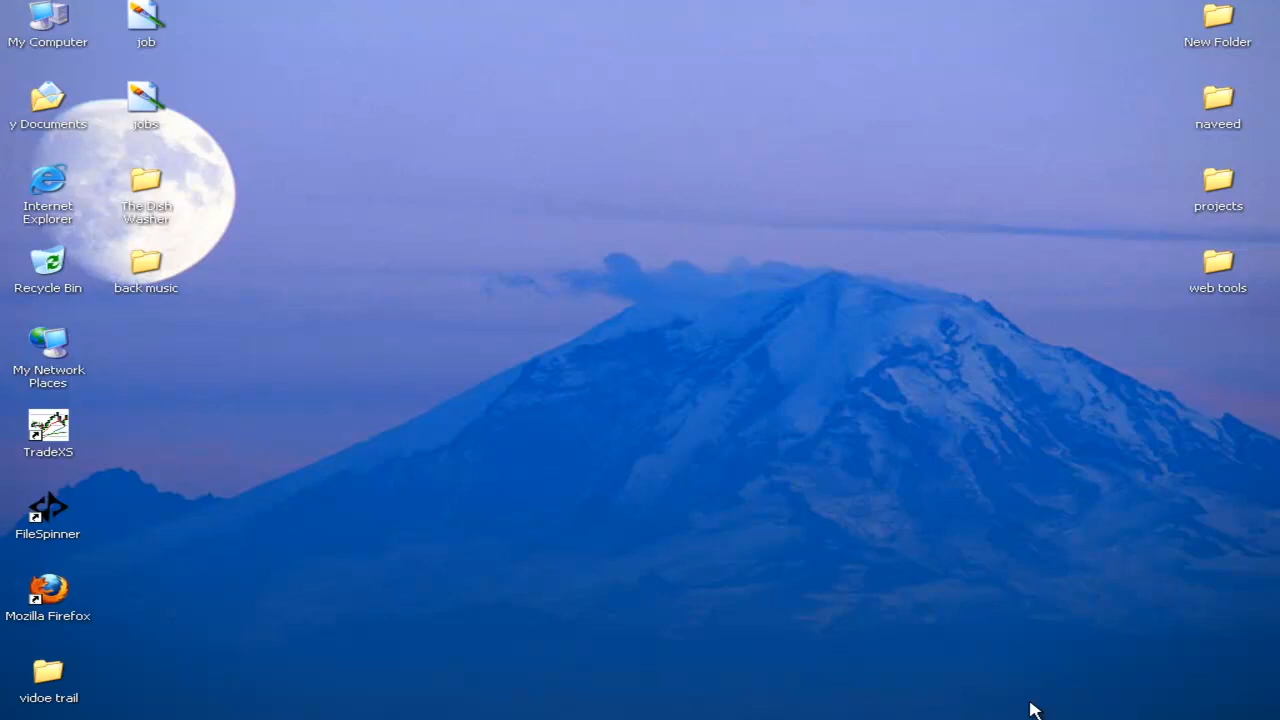 My Computer
job
New Folder
y Documents
jobs
naveed
Internet
Explorer
The Dish
Washer
projects
Recycle Bin
back music
web tools
My Network
Places
TradeXS
FileSpinner
Mozilla Firefox
vidoe trail